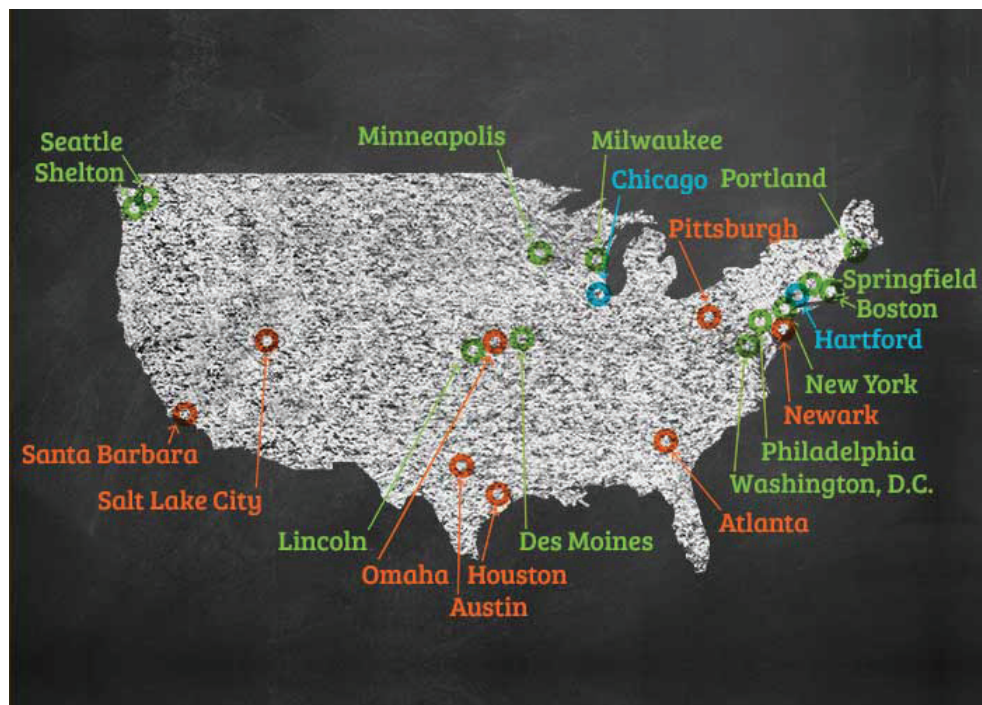 Seattle
Shelton
Minneapolis
Milwaukee
Chicago
Portland
Pittsburgh
Springfield
Boston
Hartford
New York
Newark
Philadelphia
Washington, D.C.
Santa Barbara
Salt Lake City
Lincoln
Des Moines
Atlanta
Omaha
Houston
Austin